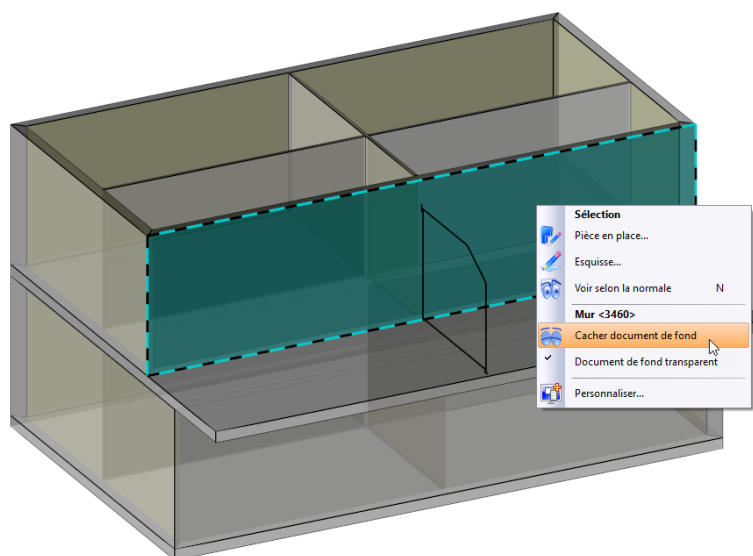 Sélection
Pièce en place...
Esquisse...
Voir selon la normale N
Mur <3460>
Cacher document de fond
Document de fond transparent
Personnaliser...